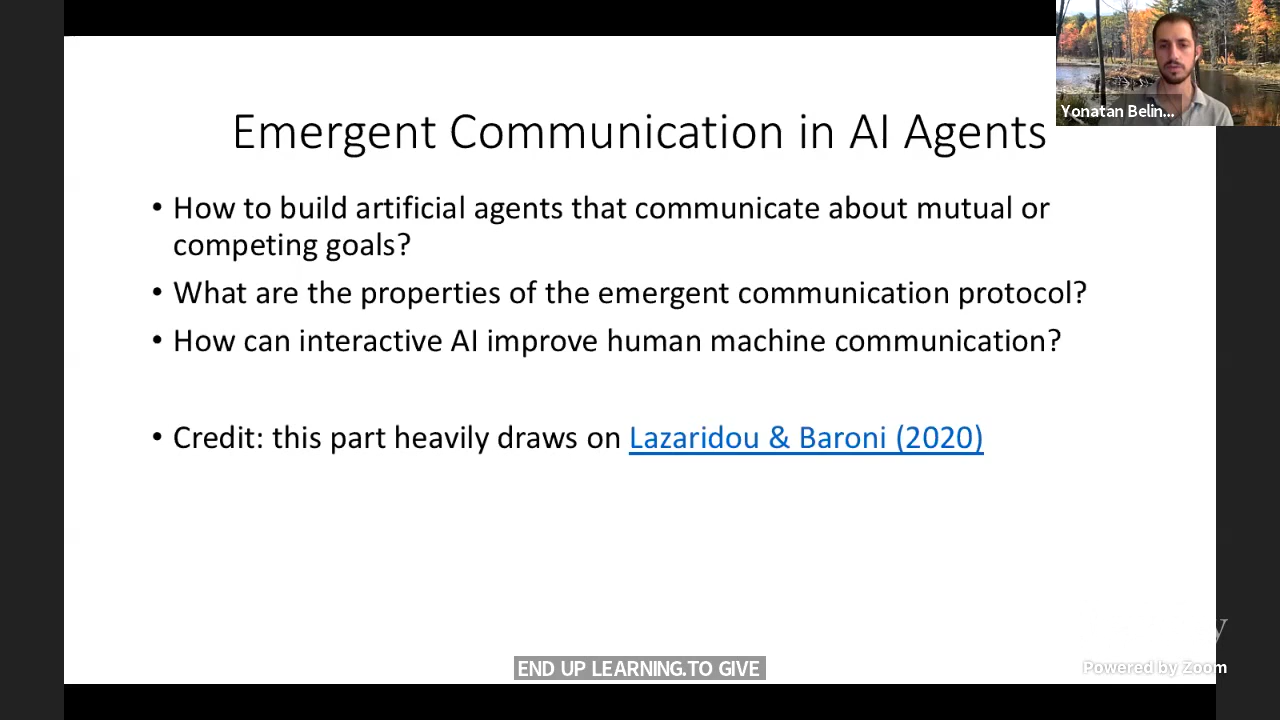 Yonatan Belin...
Emergent Communication in AI Agents
• How to build artificial agents that communicate about mutual or
competing goals?
• What are the properties of the emergent communication protocol?
• How can interactive AI improve human machine communication?
• Credit: this part heavily draws on Lazaridou & Baroni (2020)
END UP LEARNING.TO GIVE
Powered by Zoom